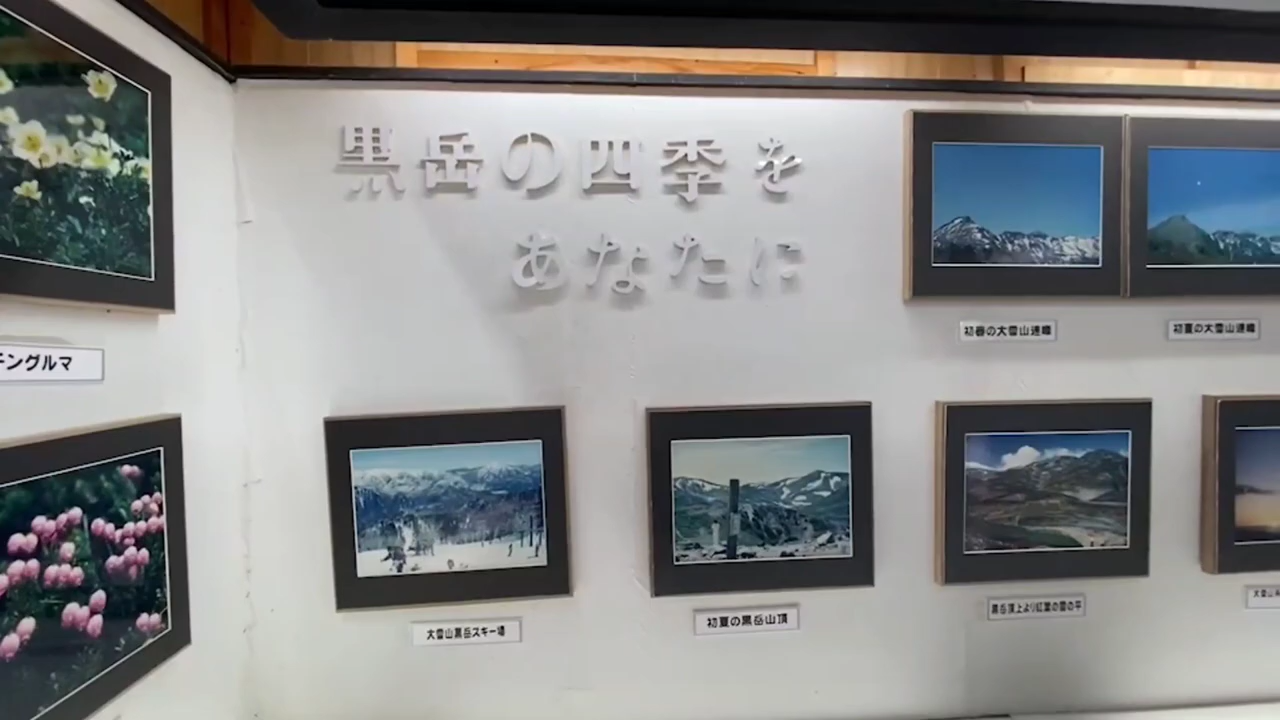 黒岳の四季を
あなたに
初春の大雪山連峰
初夏の大雪山連峰
チングルマ
大雪山黒岳スキー場
初夏の黒岳山頂
黒岳頂上より紅葉の雲の平
大雪山